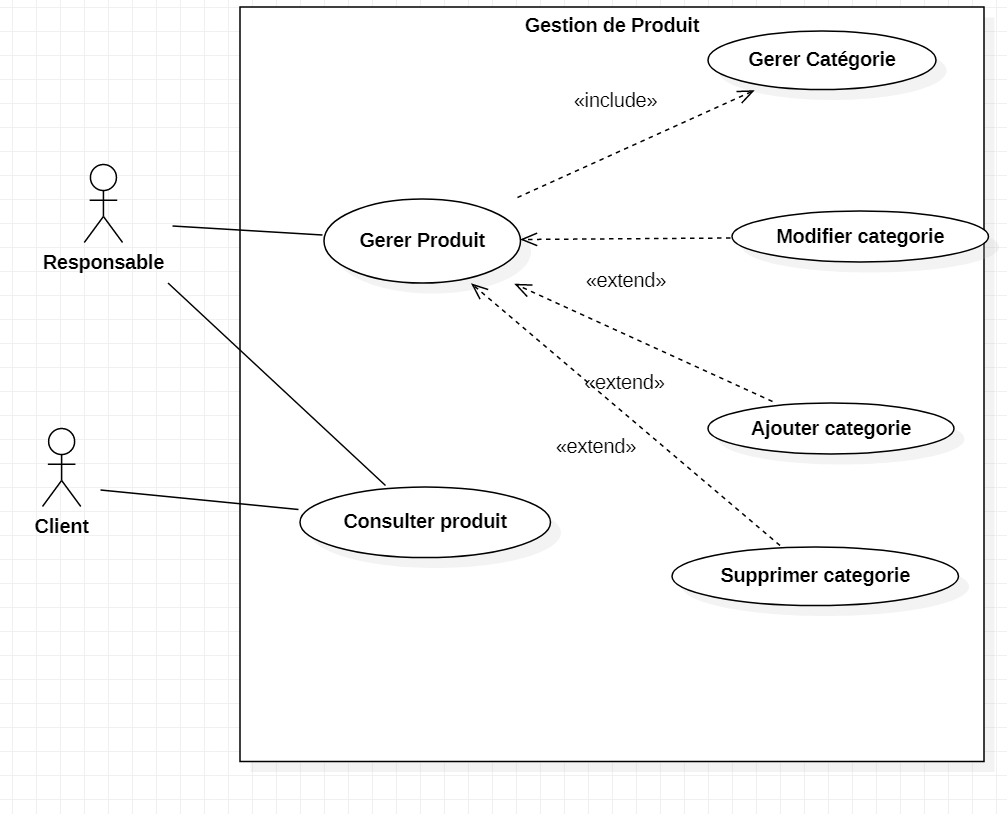 Gestion de Produit
Gerer Catégorie
«include»
Gerer Produit
Modifier categorie
Responsable
«extend»
«extend»
Ajouter categorie
«extend»
Consulter produit
Client
Supprimer categorie